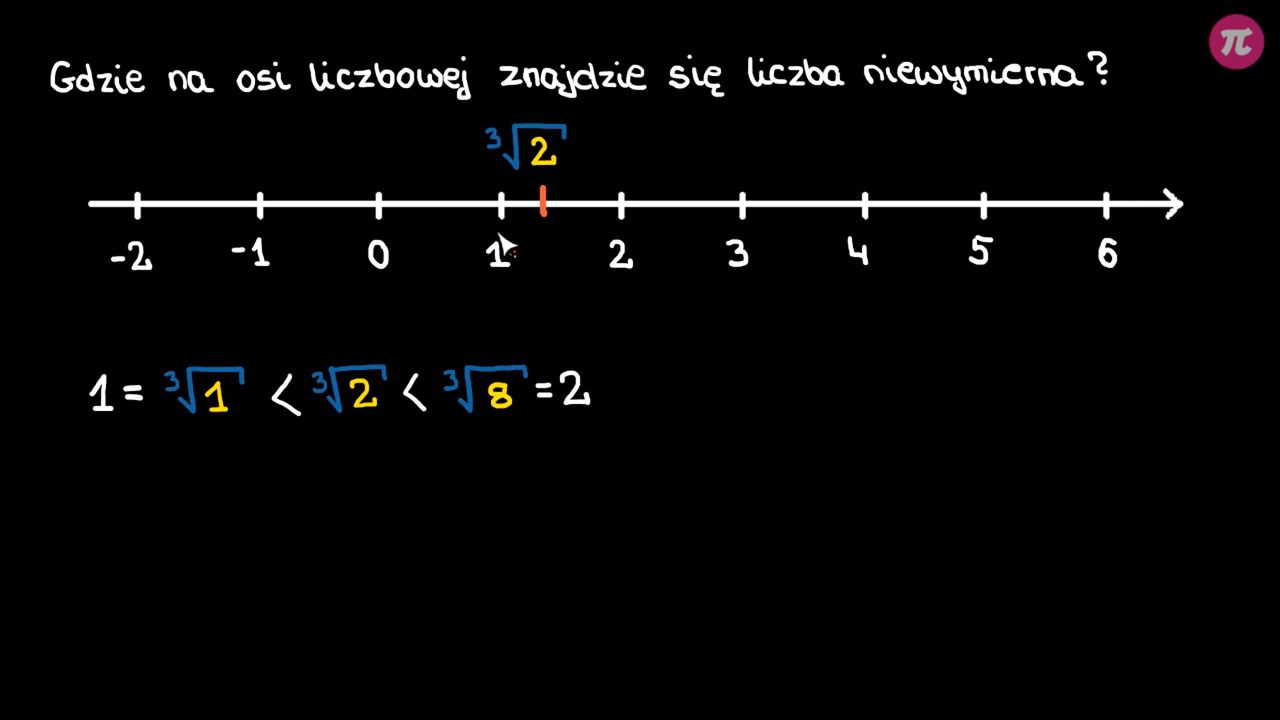 π
Gdzie na osi liczbowej znajdzie się liczba niewymierna?
∛2
-2 -1 0 1 2 3 4 5 6
1 = ∛1 < ∛2 < ∛8 = 2